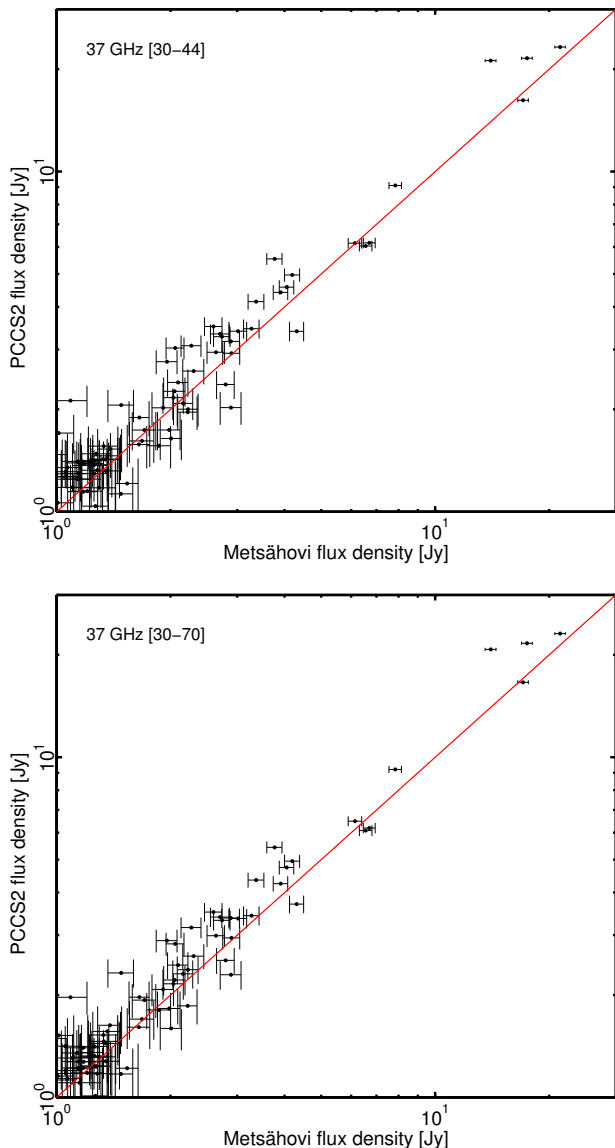 37 GHz [30−44]
PCCS2 flux density [Jy]
10^1
10^0
10^0
10^1
Metsähovi flux density [Jy]
37 GHz [30−70]
PCCS2 flux density [Jy]
10^1
10^0
10^0
10^1
Metsähovi flux density [Jy]